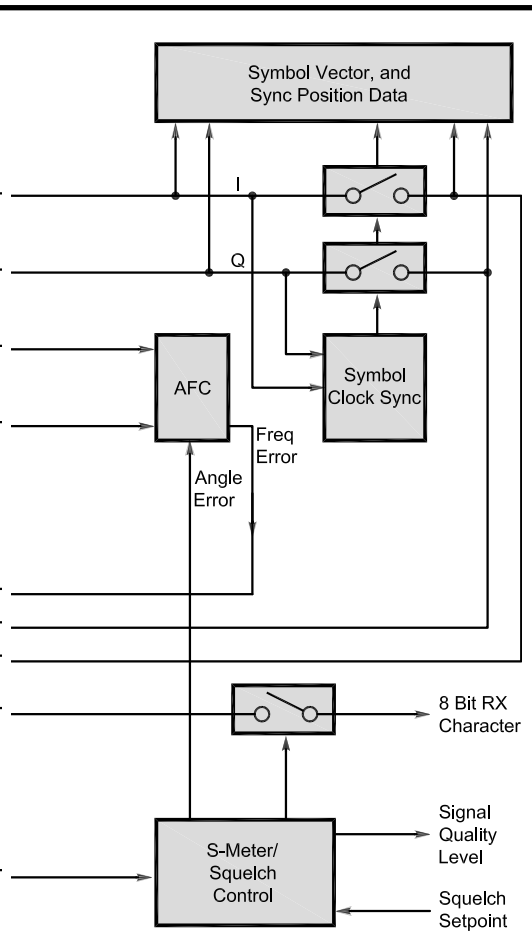 Symbol Vector, and
Sync Position Data
I
Q
AFC
Symbol
Clock Sync
Freq
Error
Angle
Error
8 Bit RX
Character
S-Meter/
Squelch
Control
Signal
Quality
Level
Squelch
Setpoint